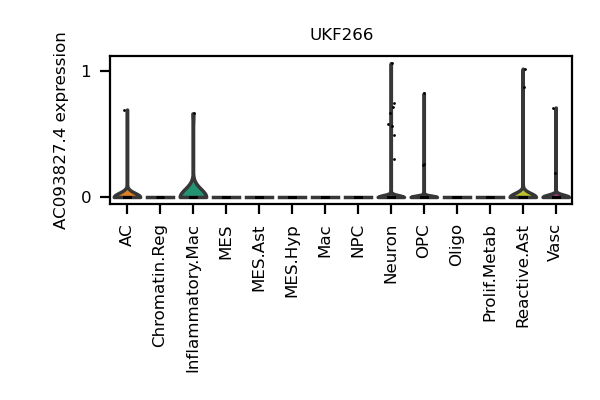 UKF266
AC093827.4 expression
1
0
AC
Chromatin.Reg
Inflammatory.Mac
MES
MES.Ast
MES.Hyp
Mac
NPC
Neuron
OPC
Oligo
Prolif.Metab
Reactive.Ast
Vasc